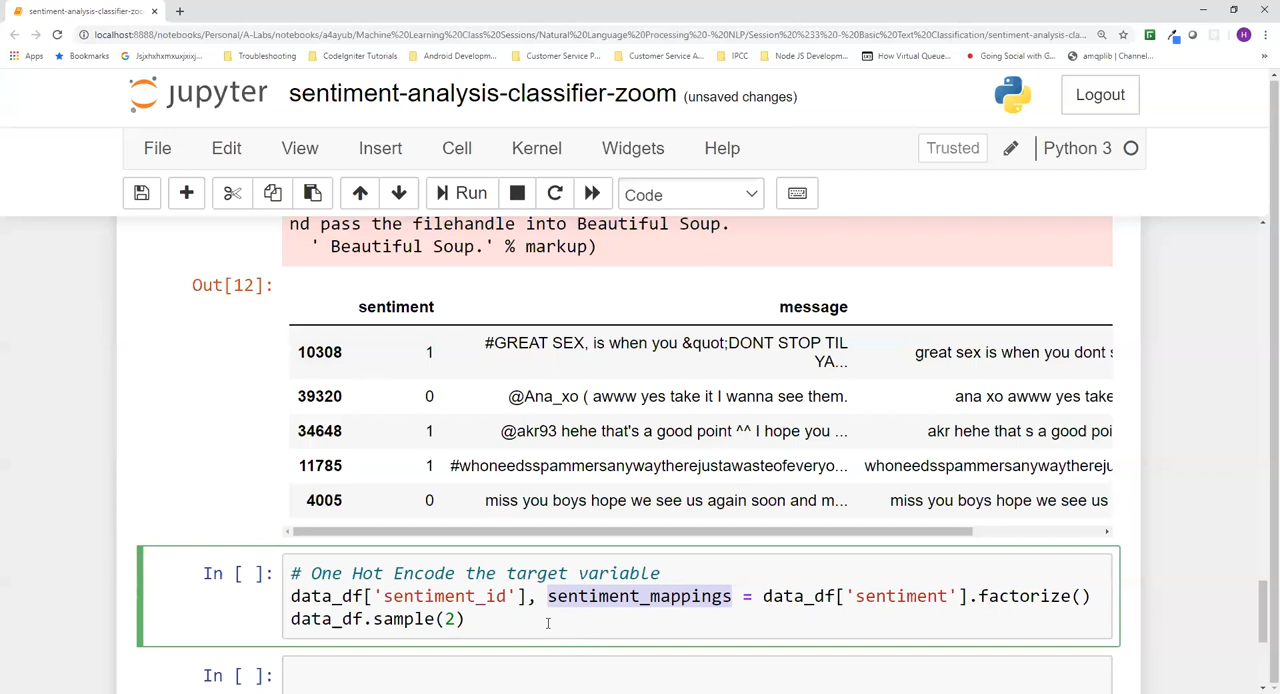 sentiment-analysis-classifier-zoom
localhost:8888/notebooks/Personal/A-Labs/notebooks/a4ayub/Machine%20Learning%20Class%20Sessions/Natural%20Language%20Processing%20-%20NLP/Session%20%233%20-%20Basic%20Text%20Classification/sentiment-analysis-cla...
H
Apps Bookmarks Jsjxhxhxmxuxjxixj... Troubleshooting CodeIgniter Tutorials Android Developm... Customer Service P... Customer Service A... IPCC Node JS Developm... How Virtual Queue... Going Social with G... amqplib | Channel... »
jupyter sentiment-analysis-classifier-zoom (unsaved changes) Logout
File Edit View Insert Cell Kernel Widgets Help Trusted Python 3
Run Code
nd pass the filehandle into Beautiful Soup.
' Beautiful Soup.' % markup)
Out[12]:
sentiment message
10308 1 #GREAT SEX, is when you &quot;DONT STOP TIL YA... great sex is when you dont s
39320 0 @Ana_xo ( awww yes take it I wanna see them. ana xo awww yes take
34648 1 @akr93 hehe that's a good point ^^ I hope you ... akr hehe that s a good poi
11785 1 #whoneedsspammersanywaytherejustawasteofeveryo... whoneedsspammersanywaythereju
4005 0 miss you boys hope we see us again soon and m... miss you boys hope we see us
In [ ]: # One Hot Encode the target variable
data_df['sentiment_id'], sentiment_mappings = data_df['sentiment'].factorize()
data_df.sample(2)
In [ ]: